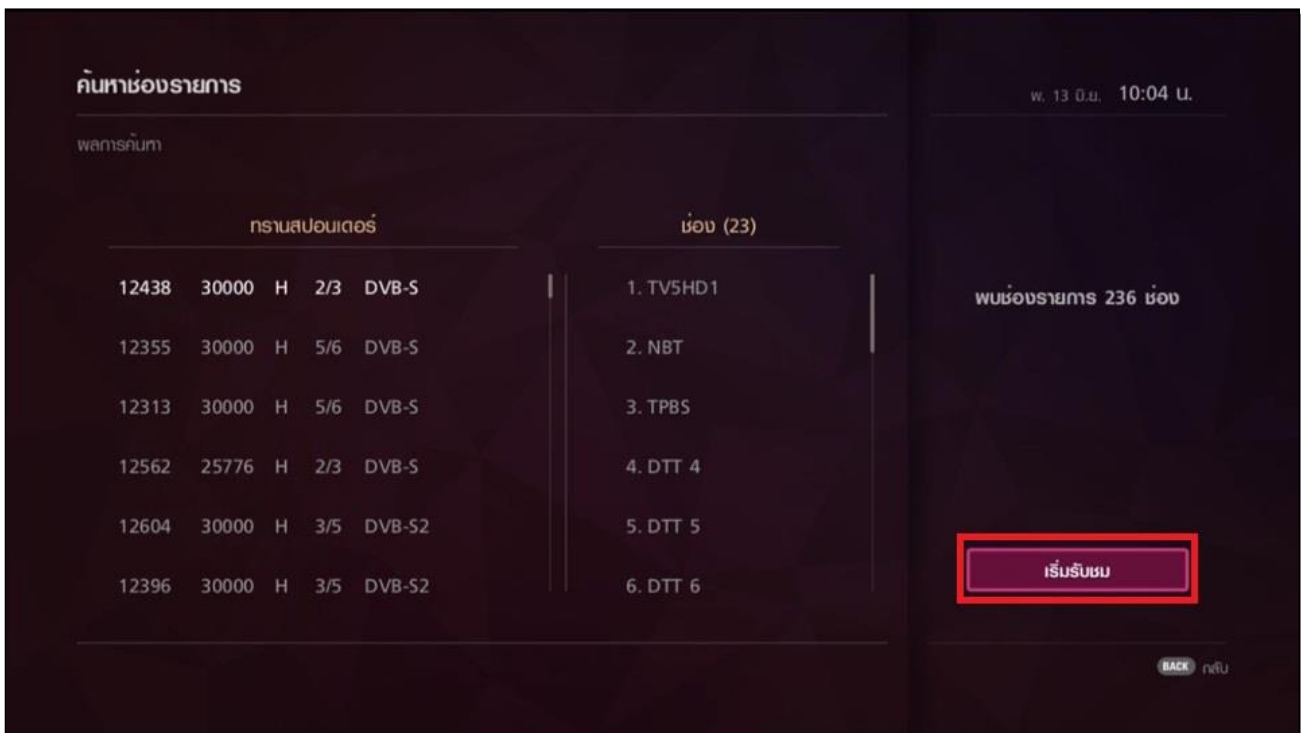 ค้นหาช่องรายการ
พ. 13 มิ.ย. 10:04 น.
ผลการค้นหา
ทรานสปอนเดอร์
12438 30000 H 2/3 DVB-S
12355 30000 H 5/6 DVB-S
12313 30000 H 5/6 DVB-S
12562 25776 H 2/3 DVB-S
12604 30000 H 3/5 DVB-S2
12396 30000 H 3/5 DVB-S2
ช่อง (23)
1. TV5HD1
2. NBT
3. TPBS
4. DTT 4
5. DTT 5
6. DTT 6
พบช่องรายการ 236 ช่อง
เริ่มรับชม
BACK กลับ